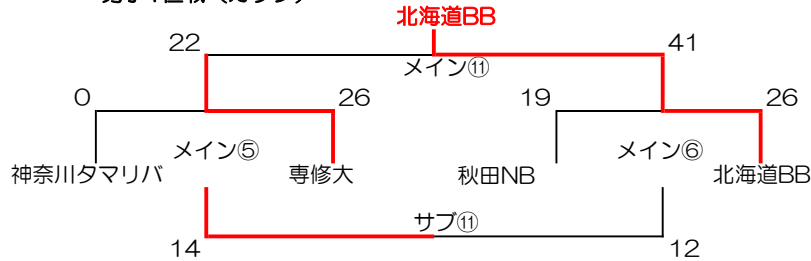 北海道BB
22
41
メイン⑪
0
26
19
26
メイン⑤
メイン⑥
神奈川タマリバ
専修大
秋田NB
北海道BB
サブ⑪
14
12